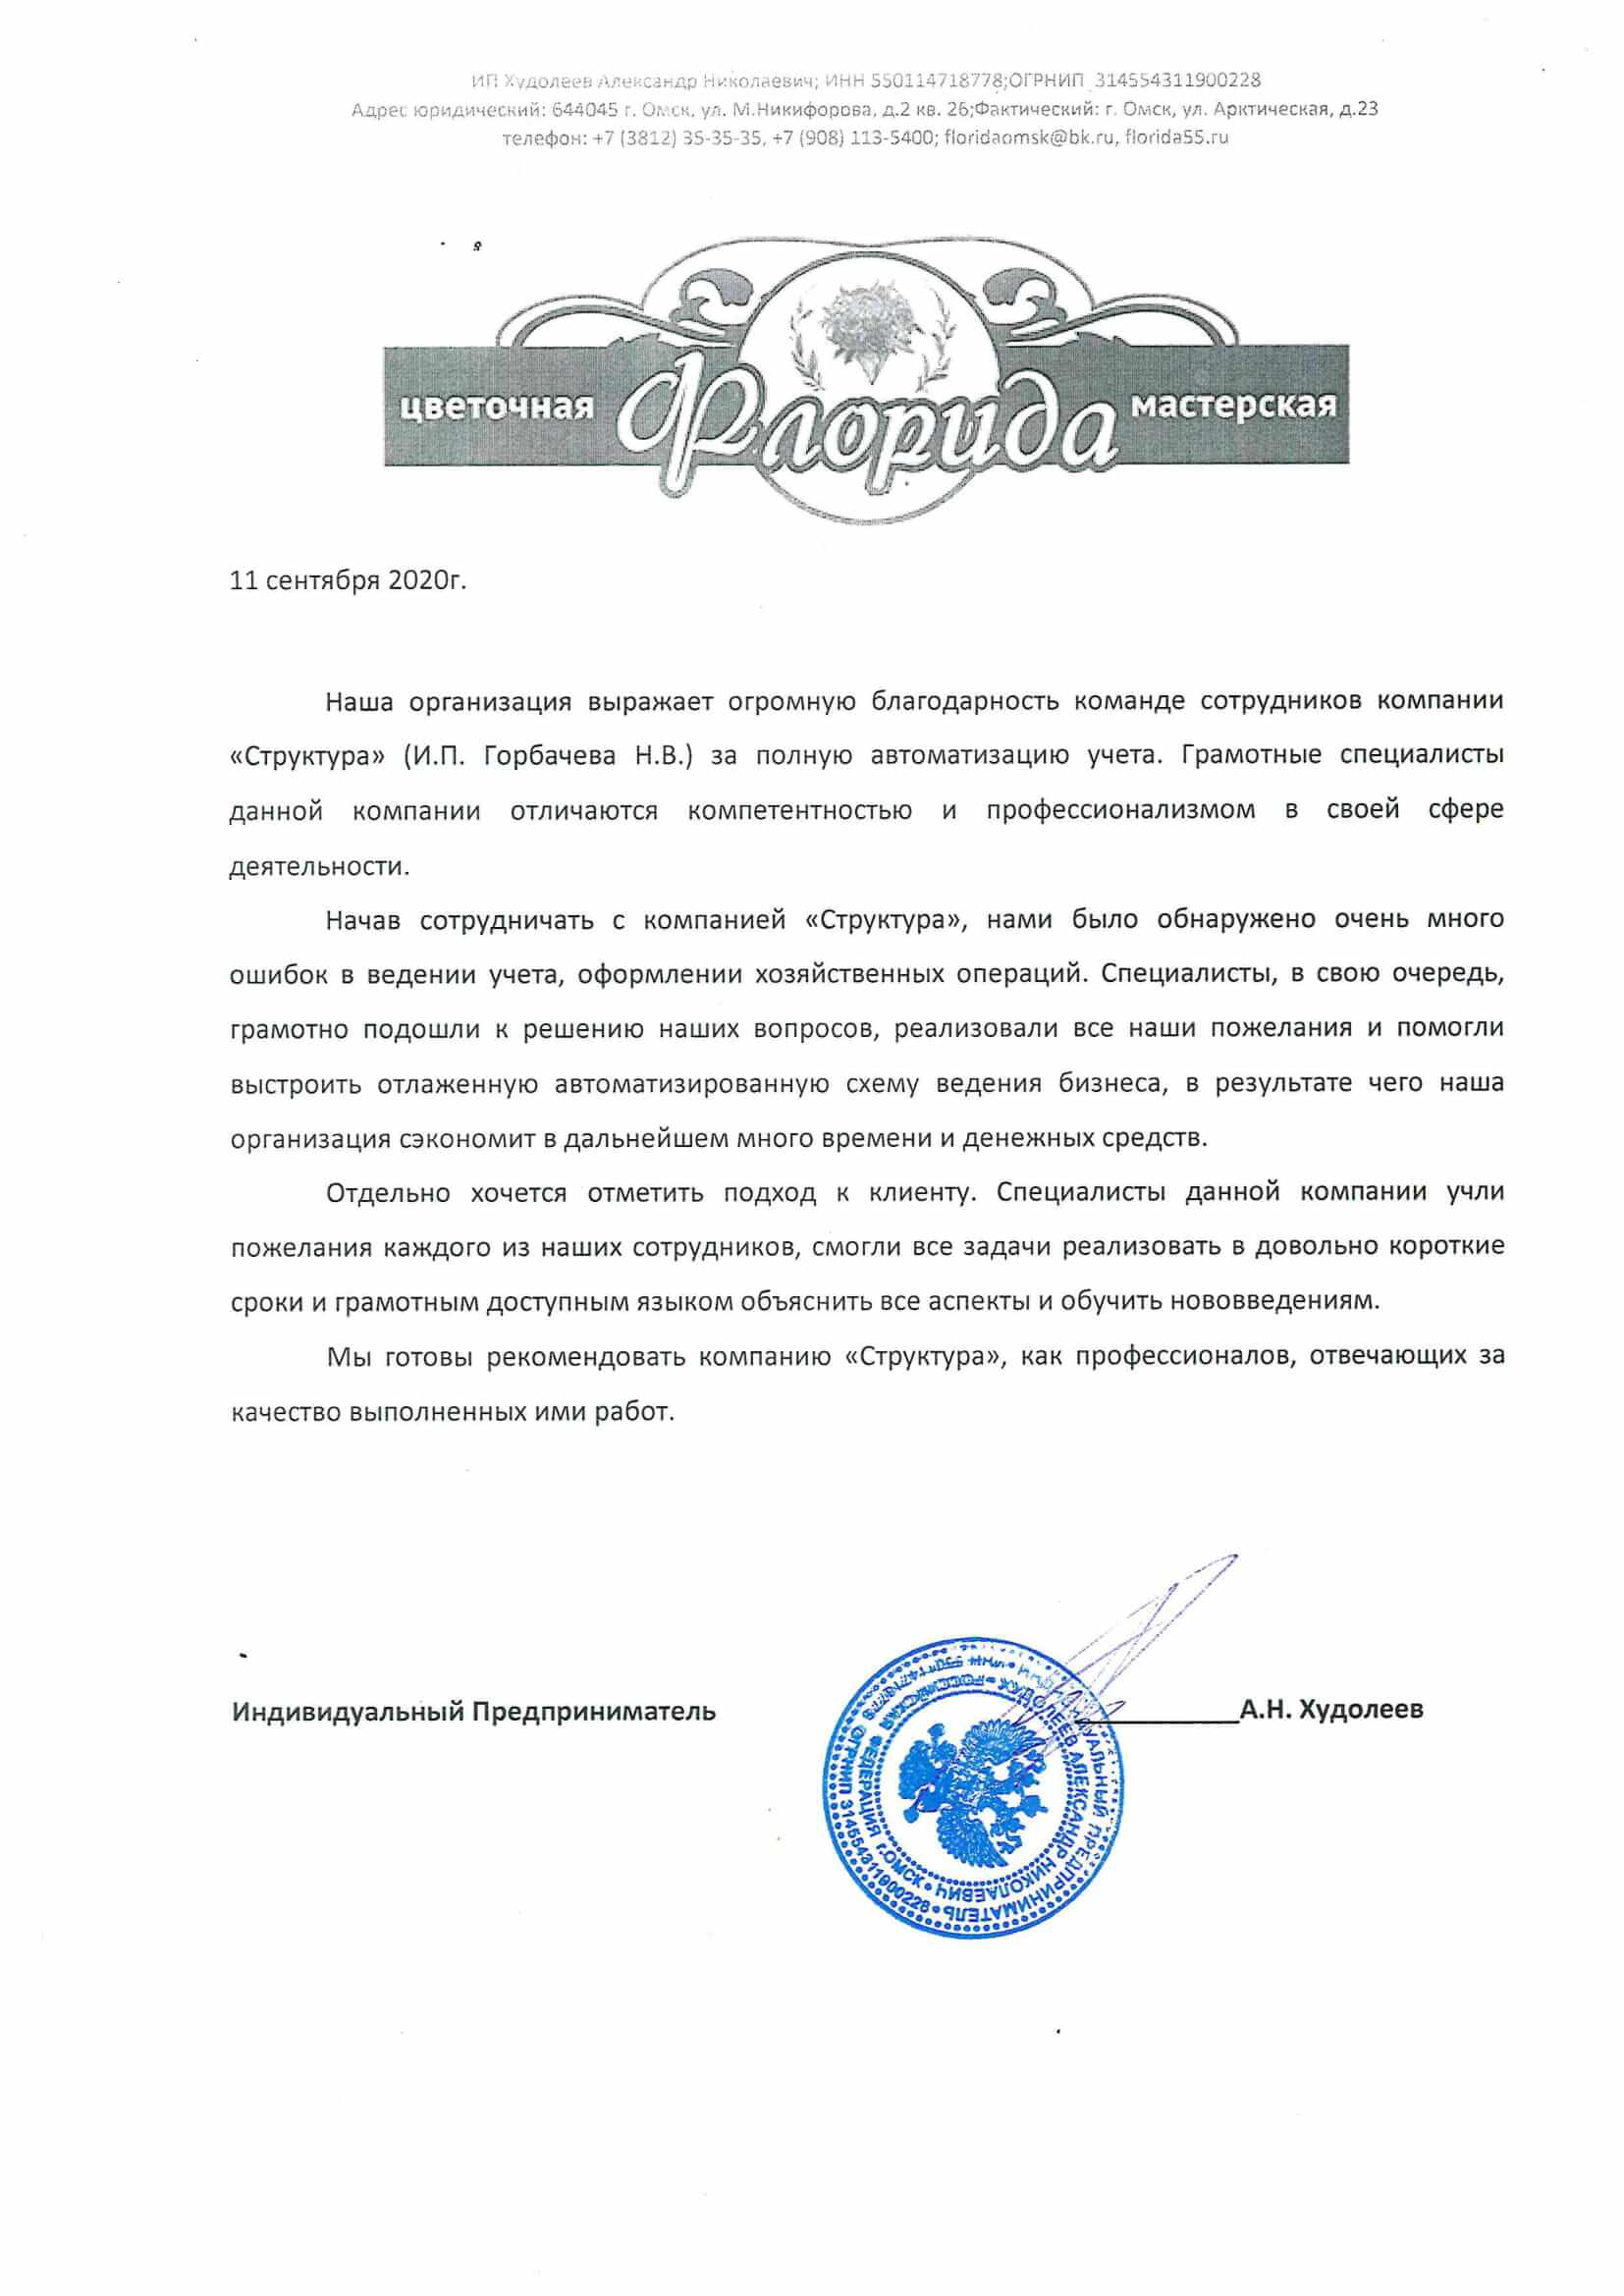 ИП Худолеев Александр Николаевич; ИНН 550114718778;ОГРНИП 314554311900228
Адрес юридический: 644045 г. Омск, ул. М.Никифорова, д.2 кв. 26;Фактический: г. Омск, ул. Арктическая, д.23
телефон: +7 (3812) 35-35-35, +7 (908) 113-5400; floridaomsk@bk.ru, florida55.ru
цветочная Флорида мастерская
11 сентября 2020г.
Наша организация выражает огромную благодарность команде сотрудников компании
«Структура» (И.П. Горбачева Н.В.) за полную автоматизацию учета. Грамотные специалисты
данной компании отличаются компетентностью и профессионализмом в своей сфере
деятельности.
Начав сотрудничать с компанией «Структура», нами было обнаружено очень много
ошибок в ведении учета, оформлении хозяйственных операций. Специалисты, в свою очередь,
грамотно подошли к решению наших вопросов, реализовали все наши пожелания и помогли
выстроить отлаженную автоматизированную схему ведения бизнеса, в результате чего наша
организация сэкономит в дальнейшем много времени и денежных средств.
Отдельно хочется отметить подход к клиенту. Специалисты данной компании учли
пожелания каждого из наших сотрудников, смогли все задачи реализовать в довольно короткие
сроки и грамотным доступным языком объяснить все аспекты и обучить нововведениям.
Мы готовы рекомендовать компанию «Структура», как профессионалов, отвечающих за
качество выполненных ими работ.
Индивидуальный Предприниматель А.Н. Худолеев
ИНДИВИДУАЛЬНЫЙ ПРЕДПРИНИМАТЕЛЬ • ОГРНИП 314554311900228 • ИНН 550114718778
РОССИЙСКАЯ ФЕДЕРАЦИЯ г.ОМСК • ХУДОЛЕЕВ АЛЕКСАНДР НИКОЛАЕВИЧ